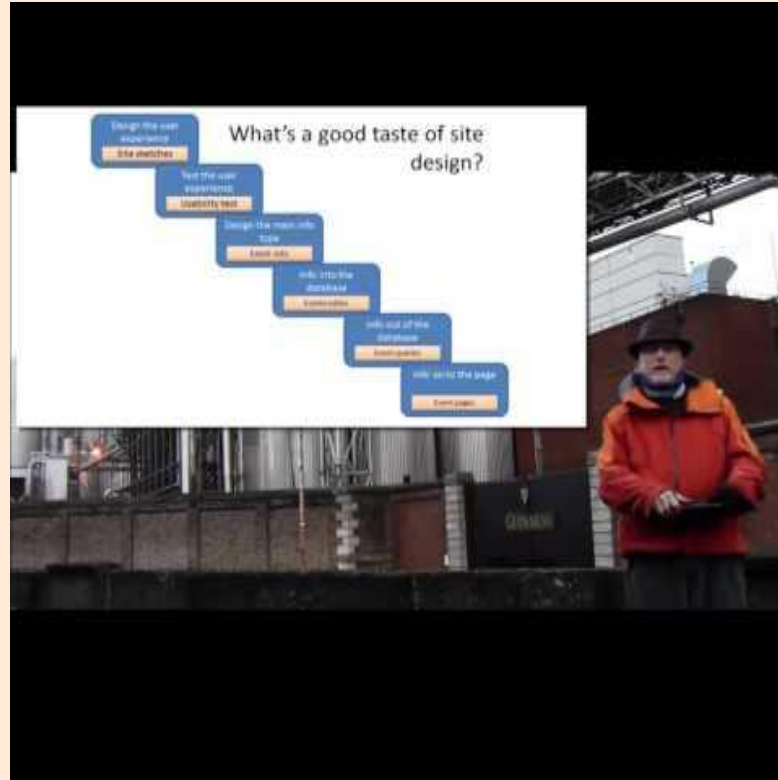 What's a good taste of site
design?
Design the user
experience
Site sketches
Test the user
experience
Usability test
Design the main info
type
Event info
Info into the
database
Event tables
Info out of the
database
Event queries
Info onto the page
Event pages
GUINNESS